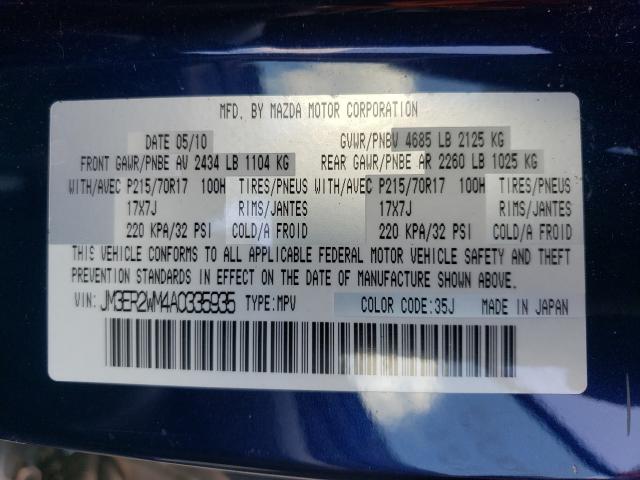 MFD. BY MAZDA MOTOR CORPORATION
DATE 05/10 GVWR/PNBV 4685 LB 2125 KG
FRONT GAWR/PNBE AV 2434 LB 1104 KG REAR GAWR/PNBE AR 2260 LB 1025 KG
WITH/AVEC P215/70R17 100H TIRES/PNEUS WITH/AVEC P215/70R17 100H TIRES/PNEUS
17X7J RIMS/JANTES 17X7J RIMS/JANTES
220 KPA/32 PSI COLD/A FROID 220 KPA/32 PSI COLD/A FROID
THIS VEHICLE CONFORMS TO ALL APPLICABLE FEDERAL MOTOR VEHICLE SAFETY AND THEFT
PREVENTION STANDARDS IN EFFECT ON THE DATE OF MANUFACTURE SHOWN ABOVE.
VIN: JM3ER2WM4A0335935 TYPE:MPV COLOR CODE:35J MADE IN JAPAN